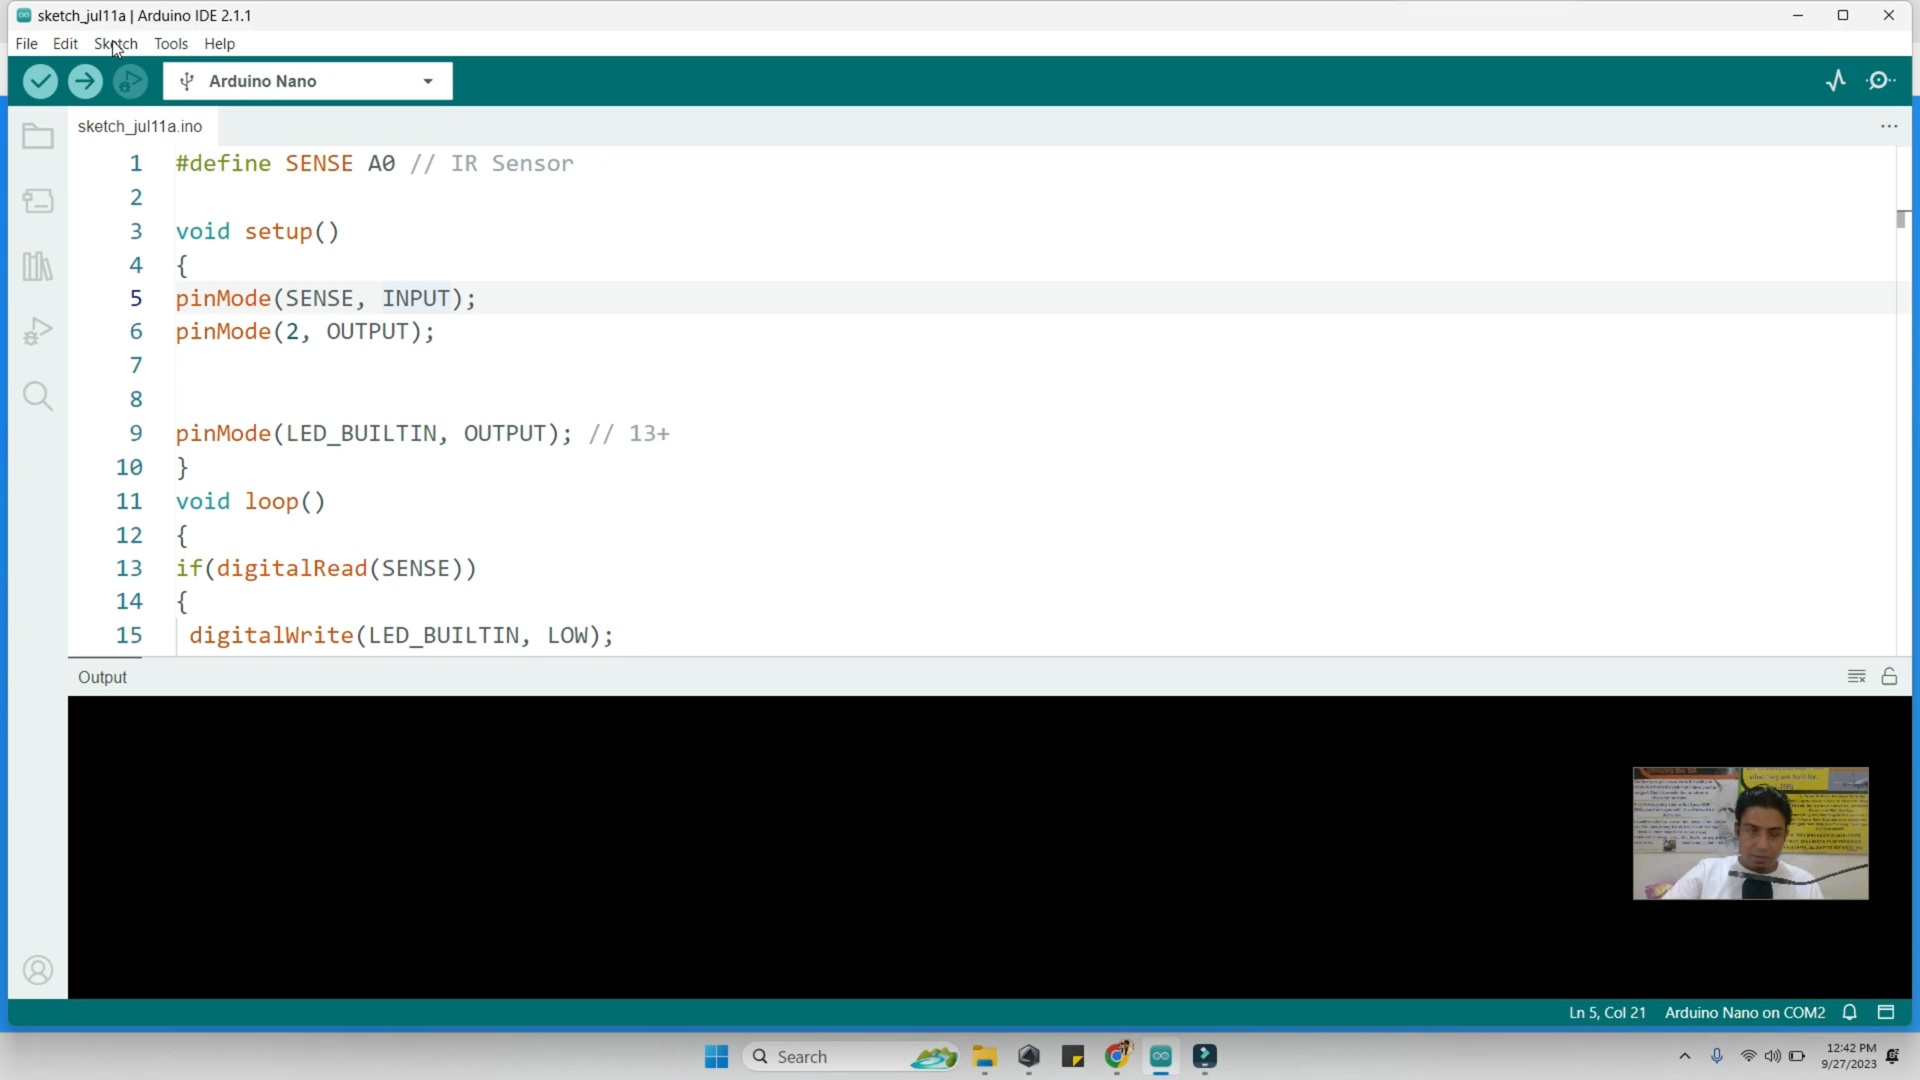 sketch_jul11a | Arduino IDE 2.1.1
File Edit Sketch Tools Help
Arduino Nano
sketch_jul11a.ino
1 #define SENSE A0 // IR Sensor
2
3 void setup()
4 {
5 pinMode(SENSE, INPUT);
6 pinMode(2, OUTPUT);
7
8
9 pinMode(LED_BUILTIN, OUTPUT); // 13+
10 }
11 void loop()
12 {
13 if(digitalRead(SENSE))
14 {
15 digitalWrite(LED_BUILTIN, LOW);
Output
Ln 5, Col 21 Arduino Nano on COM2
Search
12:42 PM
9/27/2023